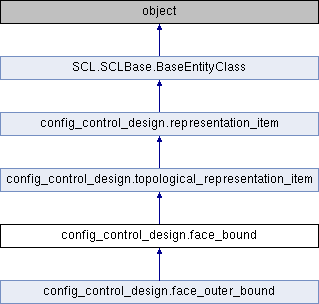 object
SCL.SCLBase.BaseEntityClass
config_control_design.representation_item
config_control_design.topological_representation_item
config_control_design.face_bound
config_control_design.face_outer_bound